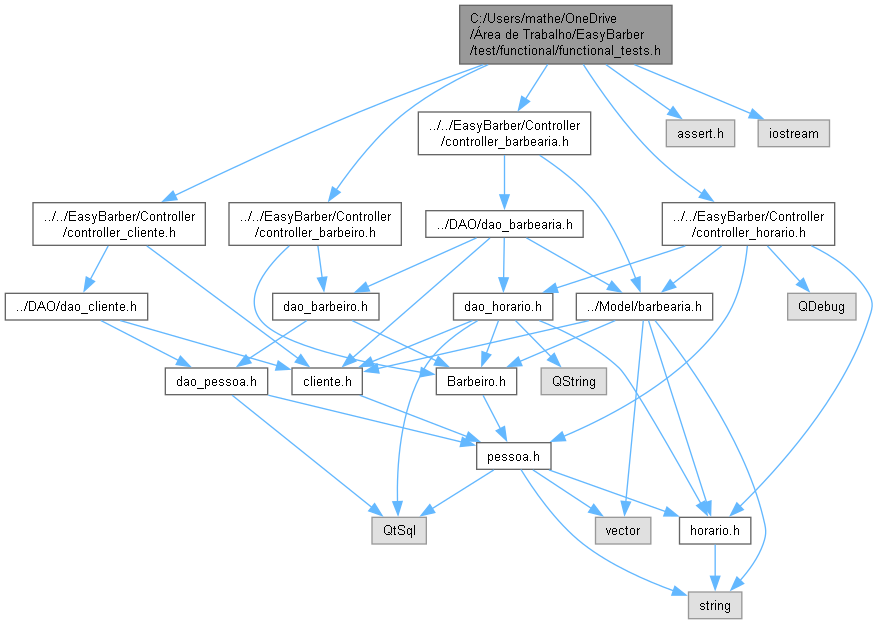 C:/Users/mathe/OneDrive
/Área de Trabalho/EasyBarber
/test/functional/functional_tests.h
../../EasyBarber/Controller
/controller_barbearia.h
assert.h
iostream
../../EasyBarber/Controller
/controller_cliente.h
../../EasyBarber/Controller
/controller_barbeiro.h
../DAO/dao_barbearia.h
../../EasyBarber/Controller
/controller_horario.h
../DAO/dao_cliente.h
dao_barbeiro.h
dao_horario.h
../Model/barbearia.h
QDebug
dao_pessoa.h
cliente.h
Barbeiro.h
QString
pessoa.h
QtSql
vector
horario.h
string